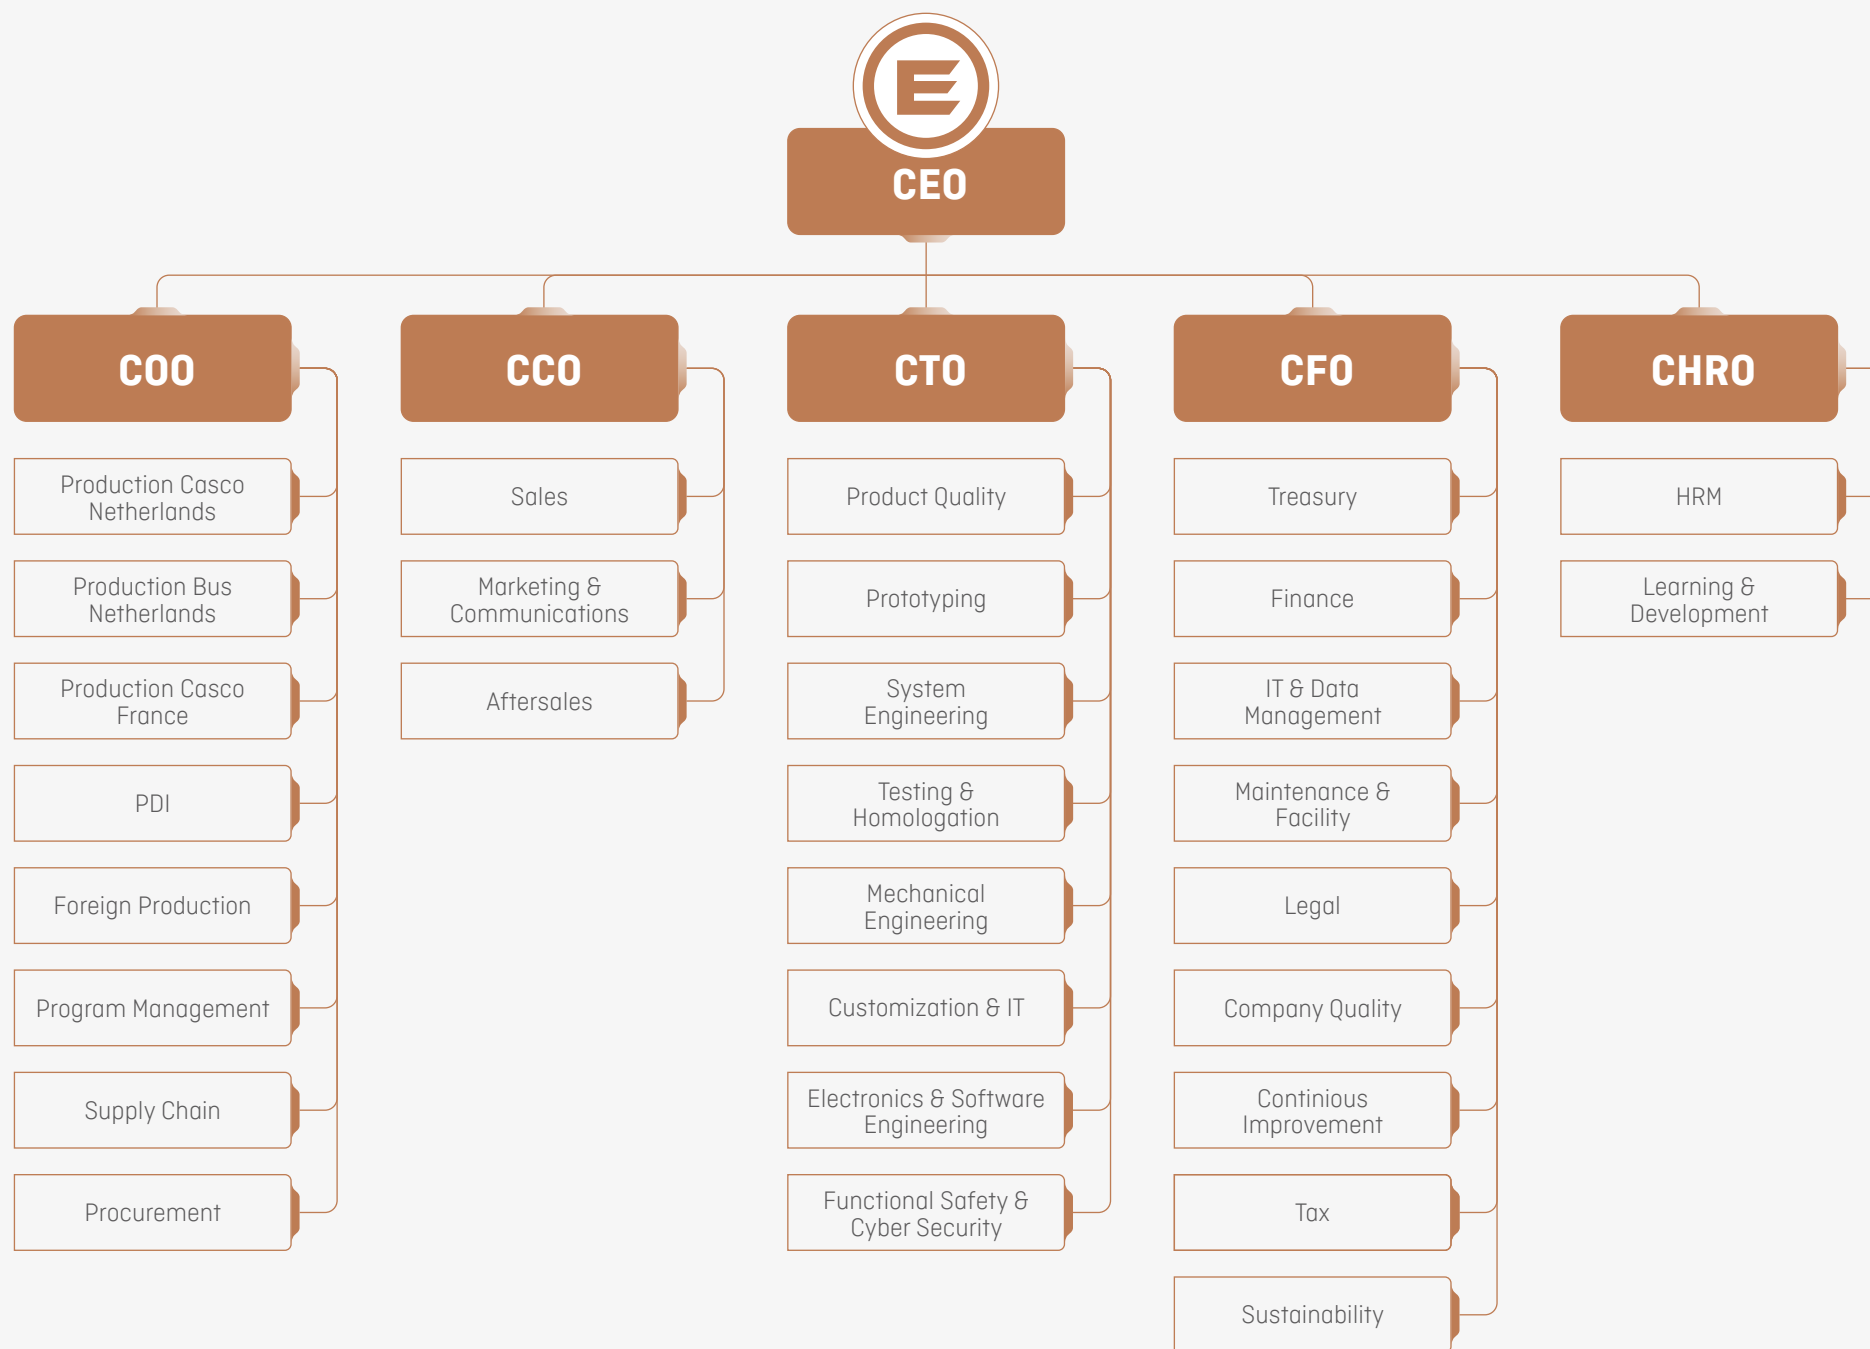 E
CEO
COO
CCO
CTO
CFO
CHRO
Production Casco
Netherlands
Production Bus
Netherlands
Production Casco
France
PDI
Foreign Production
Program Management
Supply Chain
Procurement
Sales
Marketing &
Communications
Aftersales
Product Quality
Prototyping
System
Engineering
Testing &
Homologation
Mechanical
Engineering
Customization & IT
Electronics & Software
Engineering
Functional Safety &
Cyber Security
Treasury
Finance
IT & Data
Management
Maintenance &
Facility
Legal
Company Quality
Continious
Improvement
Tax
Sustainability
HRM
Learning &
Development